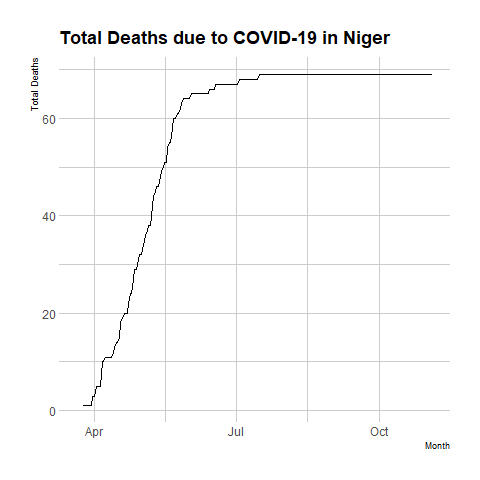 Total Deaths due to COVID-19 in Niger
Total Deaths
60
40
20
0
Apr
Jul
Oct
Month